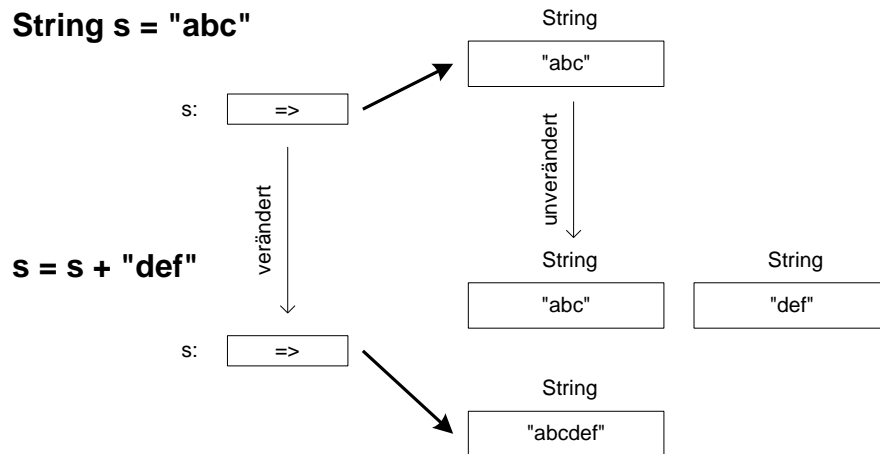 String s = "abc"
String
"abc"
s:
=>
verändert
unverändert
s = s + "def"
String
String
"abc"
"def"
s:
=>
String
"abcdef"